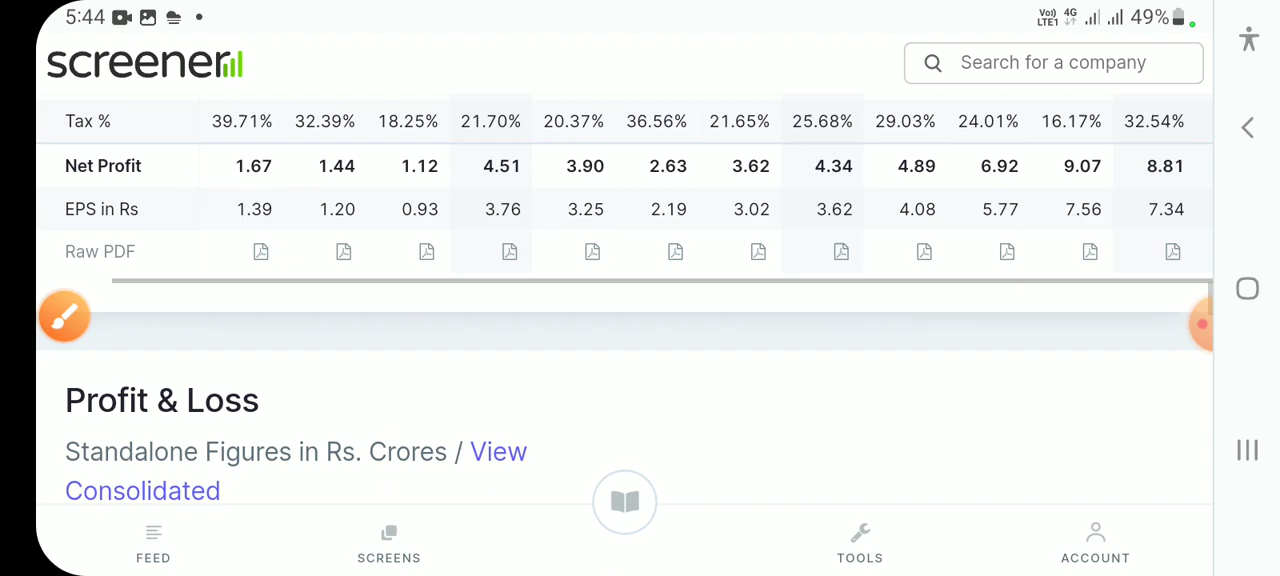 5:44 Vo) LTE1 4G 49%
screener Search for a company
Tax % 39.71% 32.39% 18.25% 21.70% 20.37% 36.56% 21.65% 25.68% 29.03% 24.01% 16.17% 32.54%
Net Profit 1.67 1.44 1.12 4.51 3.90 2.63 3.62 4.34 4.89 6.92 9.07 8.81
EPS in Rs 1.39 1.20 0.93 3.76 3.25 2.19 3.02 3.62 4.08 5.77 7.56 7.34
Raw PDF
Profit & Loss
Standalone Figures in Rs. Crores / View
Consolidated
FEED SCREENS TOOLS ACCOUNT